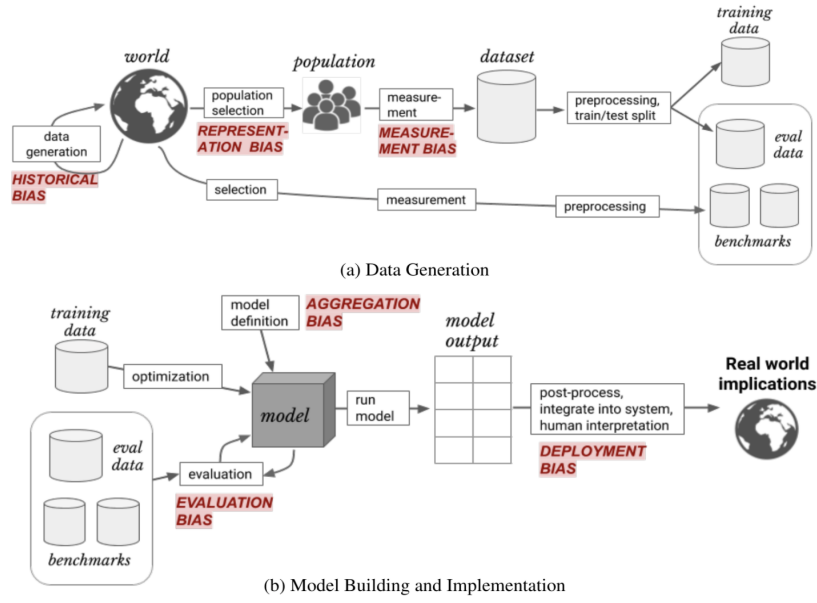 world
population
dataset
training
data
data
generation
HISTORICAL
BIAS
population
selection
REPRESENT-
ATION BIAS
measure-
ment
MEASURE-
MENT BIAS
preprocessing,
train/test split
eval
data
selection
measurement
preprocessing
benchmarks
(a) Data Generation
training
data
model
definition
AGGREGATION
BIAS
model
output
optimization
model
run
model
post-process,
integrate into system,
human interpretation
DEPLOYMENT
BIAS
Real world
implications
eval
data
evaluation
EVALUATION
BIAS
benchmarks
(b) Model Building and Implementation